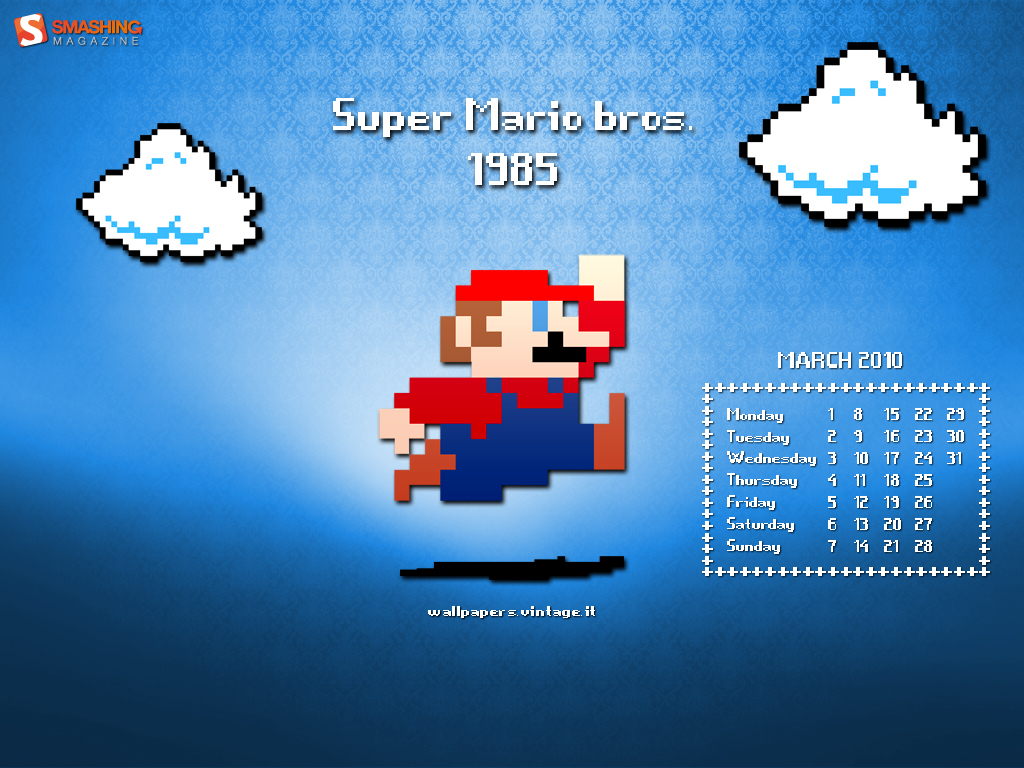 SMASHING
MAGAZINE
Super Mario bros.
1985
MARCH 2010
Monday 1 8 15 22 29
Tuesday 2 9 16 23 30
Wednesday 3 10 17 24 31
Thursday 4 11 18 25
Friday 5 12 19 26
Saturday 6 13 20 27
Sunday 7 14 21 28
wallpapers.vintage.it